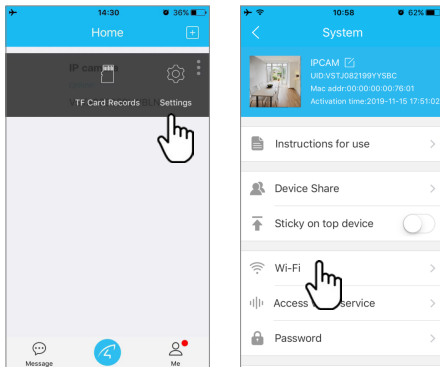 14:30
36%
Home
IP cam
TF Card Records
Settings
Message
Me
10:58
62%
System
IPCAM
UID:VSTJ082199YYSBC
Mac addr:00:00:00:00:76:01
Activation time:2019-11-15 17:51:02
Instructions for use
Device Share
Sticky on top device
Wi-Fi
Access service
Password